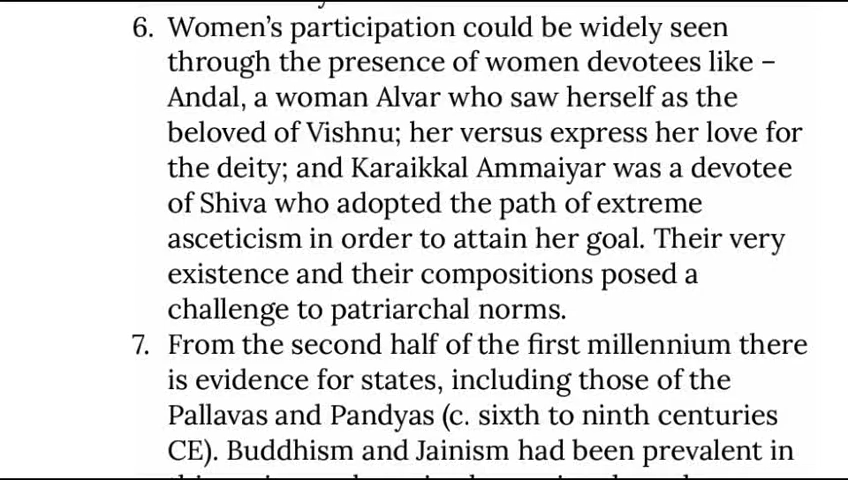 6. Women's participation could be widely seen
through the presence of women devotees like –
Andal, a woman Alvar who saw herself as the
beloved of Vishnu; her versus express her love for
the deity; and Karaikkal Ammaiyar was a devotee
of Shiva who adopted the path of extreme
asceticism in order to attain her goal. Their very
existence and their compositions posed a
challenge to patriarchal norms.
7. From the second half of the first millennium there
is evidence for states, including those of the
Pallavas and Pandyas (c. sixth to ninth centuries
CE). Buddhism and Jainism had been prevalent in